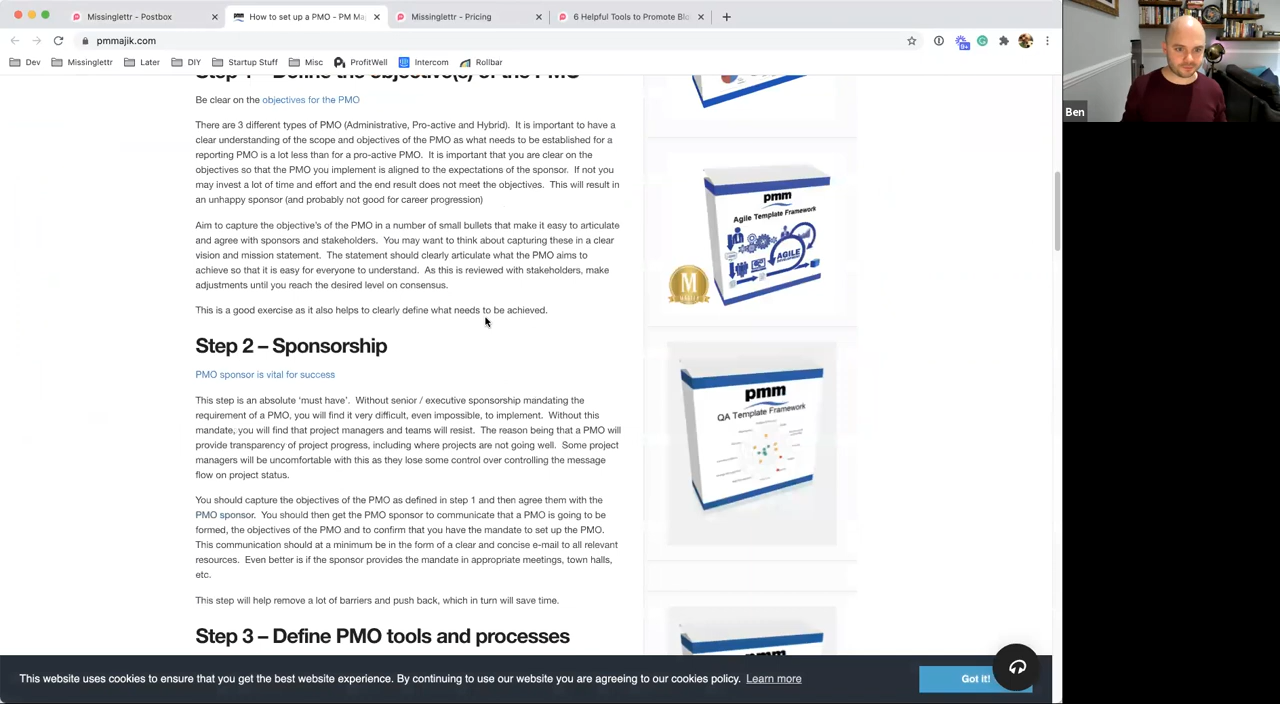 Missinglettr - Postbox
How to set up a PMO - PM Ma
Missinglettr - Pricing
6 Helpful Tools to Promote Blo
pmmajik.com
Dev
Missinglettr
Later
DIY
Startup Stuff
Misc
ProfitWell
Intercom
Rollbar
Step 1 – Define the objective(s) of the PMO
Be clear on the objectives for the PMO
There are 3 different types of PMO (Administrative, Pro-active and Hybrid). It is important to have a
clear understanding of the scope and objectives of the PMO as what needs to be established for a
reporting PMO is a lot less than for a pro-active PMO. It is important that you are clear on the
objectives so that the PMO you implement is aligned to the expectations of the sponsor. If not you
may invest a lot of time and effort and the end result does not meet the objectives. This will result in
an unhappy sponsor (and probably not good for career progression)
Aim to capture the objective's of the PMO in a number of small bullets that make it easy to articulate
and agree with sponsors and stakeholders. You may want to think about capturing these in a clear
vision and mission statement. The statement should clearly articulate what the PMO aims to
achieve so that it is easy for everyone to understand. As this is reviewed with stakeholders, make
adjustments until you reach the desired level on consensus.
This is a good exercise as it also helps to clearly define what needs to be achieved.
Step 2 – Sponsorship
PMO sponsor is vital for success
This step is an absolute 'must have'. Without senior / executive sponsorship mandating the
requirement of a PMO, you will find it very difficult, even impossible, to implement. Without this
mandate, you will find that project managers and teams will resist. The reason being that a PMO will
provide transparency of project progress, including where projects are not going well. Some project
managers will be uncomfortable with this as they lose some control over controlling the message
flow on project status.
You should capture the objectives of the PMO as defined in step 1 and then agree them with the
PMO sponsor. You should then get the PMO sponsor to communicate that a PMO is going to be
formed, the objectives of the PMO and to confirm that you have the mandate to set up the PMO.
This communication should at a minimum be in the form of a clear and concise e-mail to all relevant
resources. Even better is if the sponsor provides the mandate in appropriate meetings, town halls,
etc.
This step will help remove a lot of barriers and push back, which in turn will save time.
Step 3 – Define PMO tools and processes
pmm
Agile Template Framework
AGILE
M
pmm
QA Template Framework
This website uses cookies to ensure that you get the best website experience. By continuing to use our website you are agreeing to our cookies policy. Learn more
Got it!
Ben